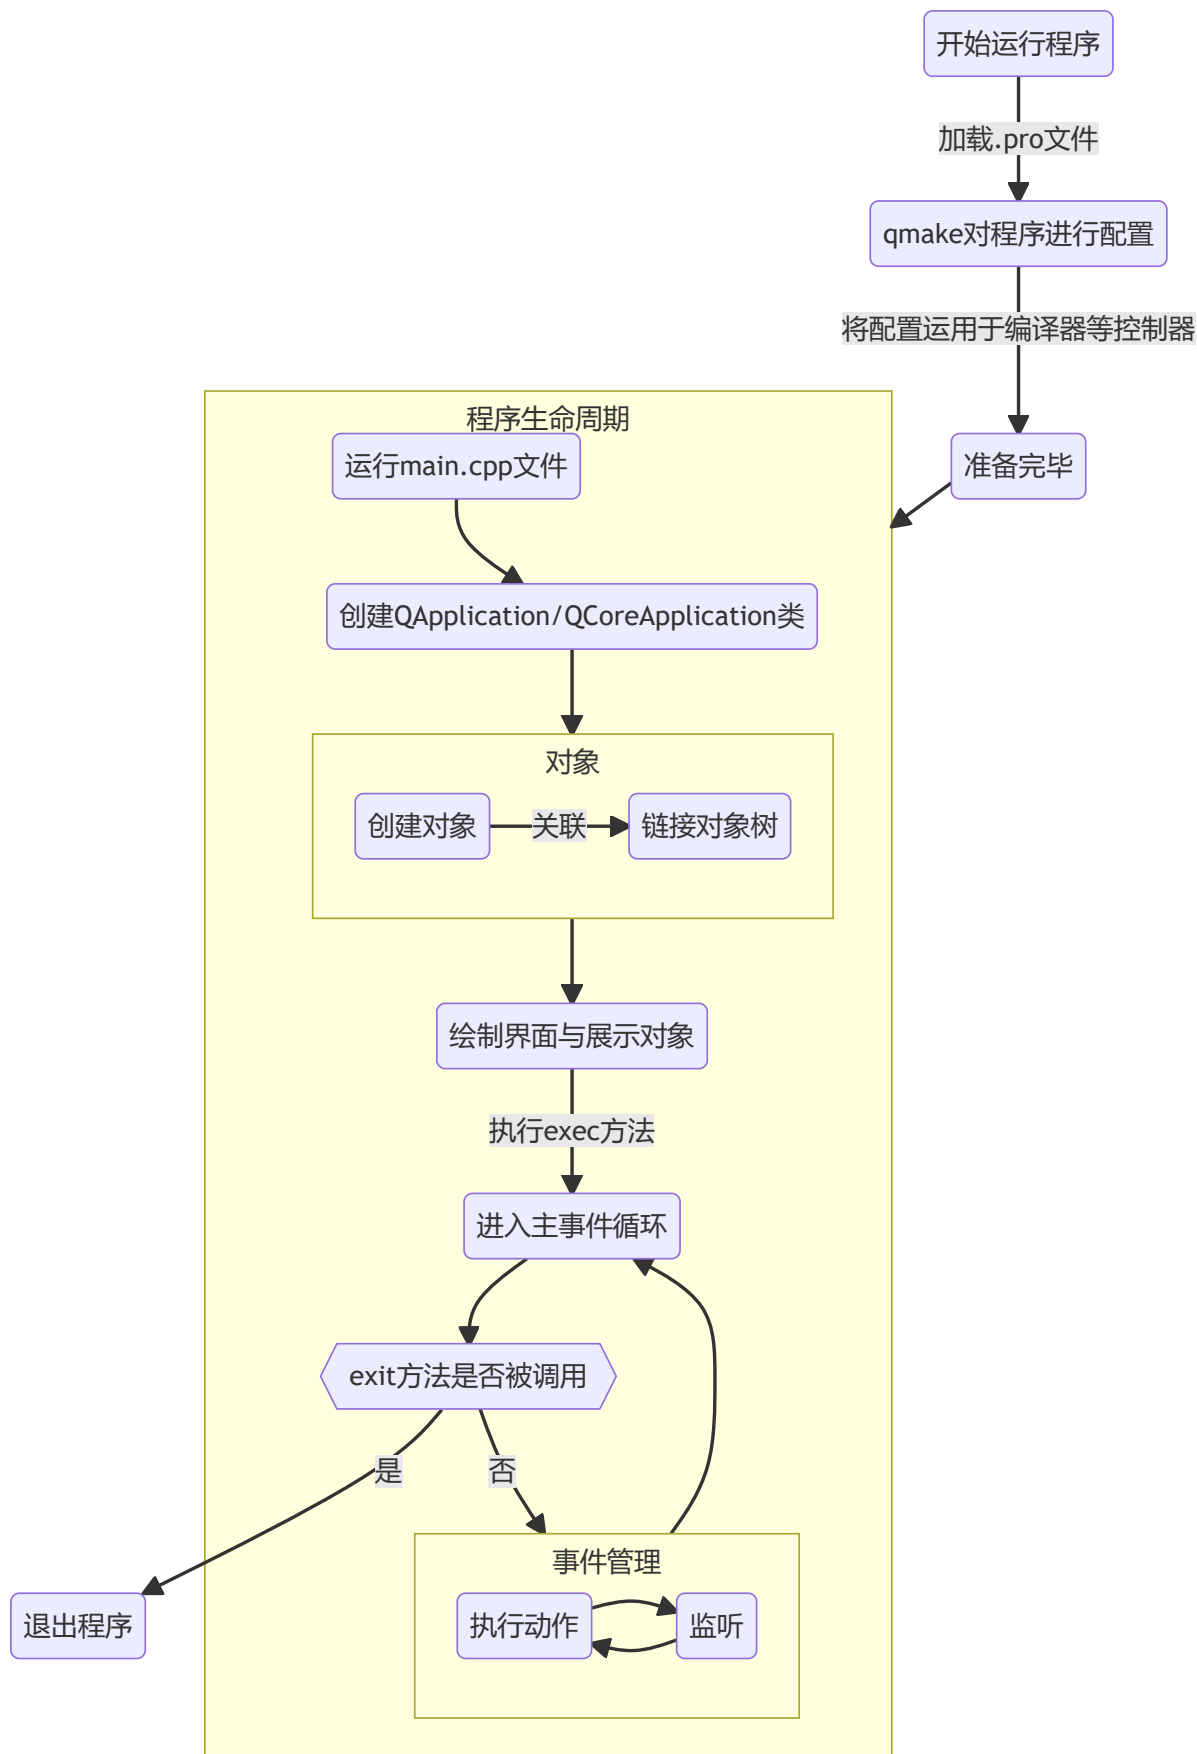 开始运行程序
加载.pro文件
qmake对程序进行配置
将配置运用于编译器等控制器
准备完毕
程序生命周期
运行main.cpp文件
创建QApplication/QCoreApplication类
对象
创建对象
关联
链接对象树
绘制界面与展示对象
执行exec方法
进入主事件循环
exit方法是否被调用
是
否
事件管理
执行动作
监听
退出程序